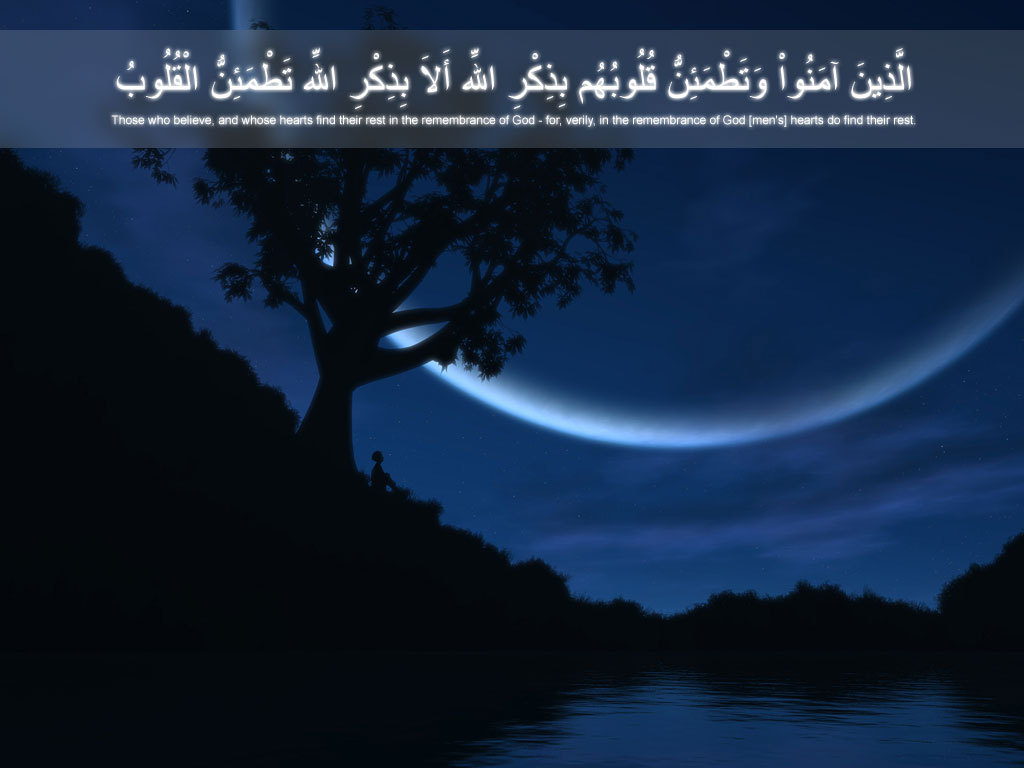 الَّذِينَ آمَنُواْ وَتَطْمَئِنُّ قُلُوبُهُم بِذِكْرِ اللّهِ أَلاَ بِذِكْرِ اللّهِ تَطْمَئِنُّ الْقُلُوبُ
Those who believe, and whose hearts find their rest in the remembrance of God - for, verily, in the remembrance of God [men's] hearts do find their rest.